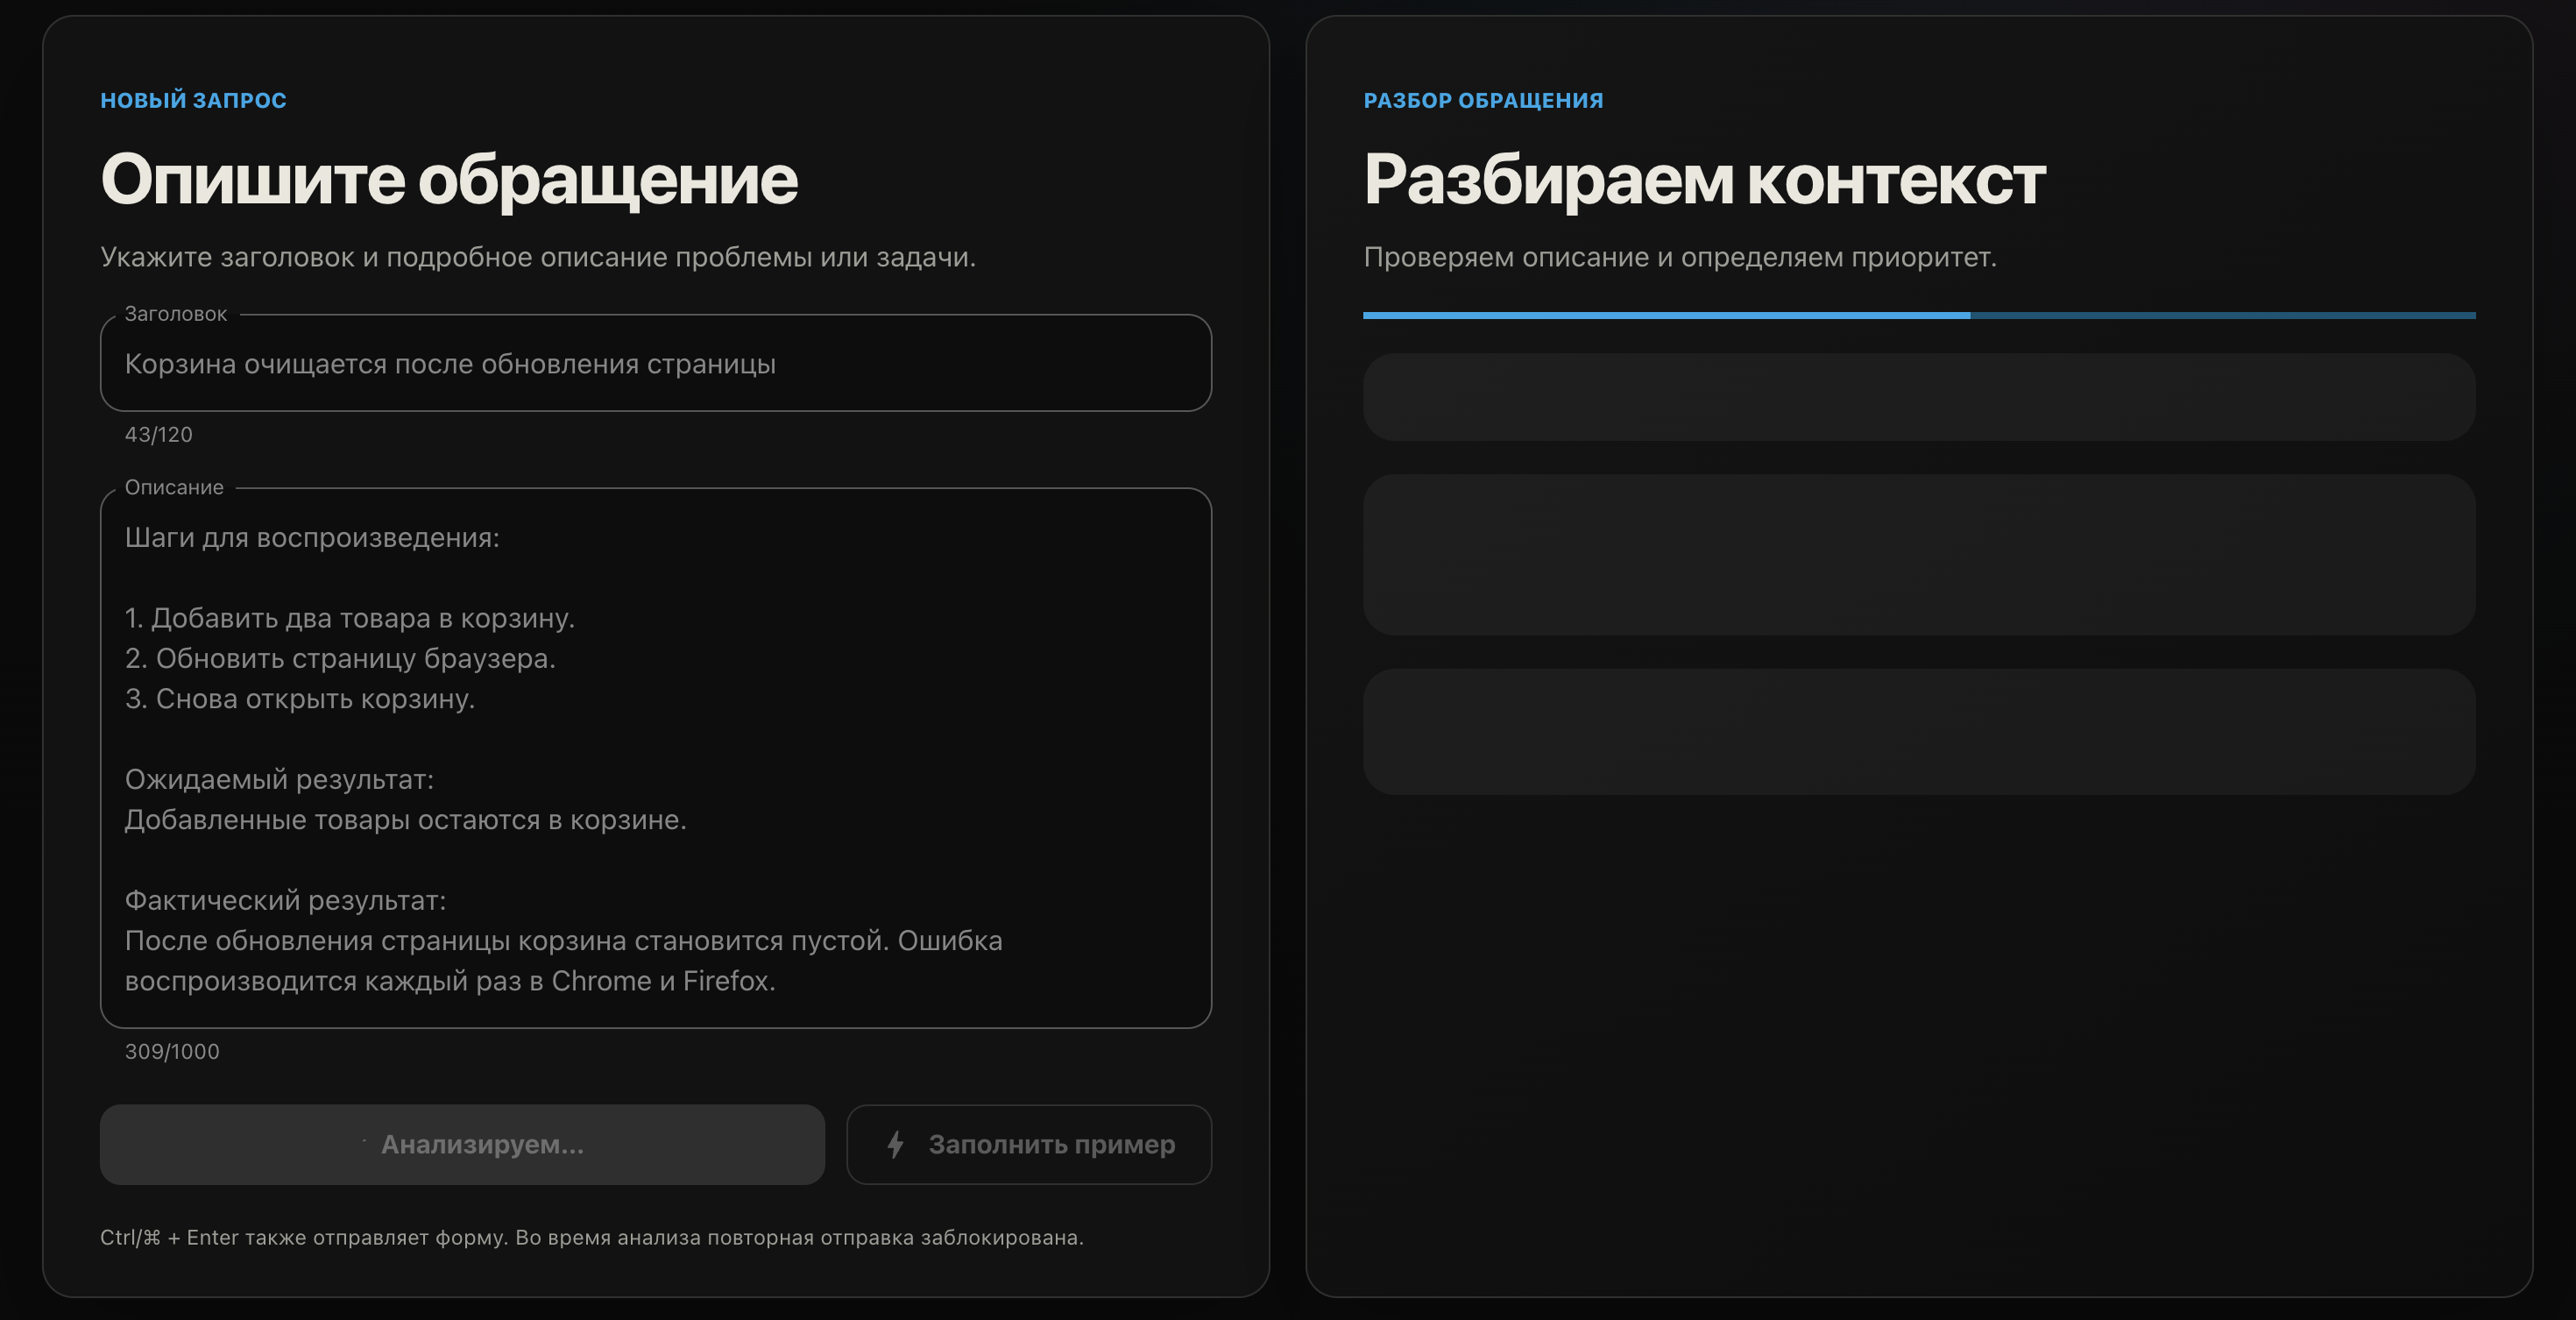 НОВЫЙ ЗАПРОС
Опишите обращение
Укажите заголовок и подробное описание проблемы или задачи.
Заголовок
Корзина очищается после обновления страницы
43/120
Описание
Шаги для воспроизведения:
1. Добавить два товара в корзину.
2. Обновить страницу браузера.
3. Снова открыть корзину.
Ожидаемый результат:
Добавленные товары остаются в корзине.
Фактический результат:
После обновления страницы корзина становится пустой. Ошибка
воспроизводится каждый раз в Chrome и Firefox.
309/1000
Анализируем...
Заполнить пример
Ctrl/⌘ + Enter также отправляет форму. Во время анализа повторная отправка заблокирована.
РАЗБОР ОБРАЩЕНИЯ
Разбираем контекст
Проверяем описание и определяем приоритет.